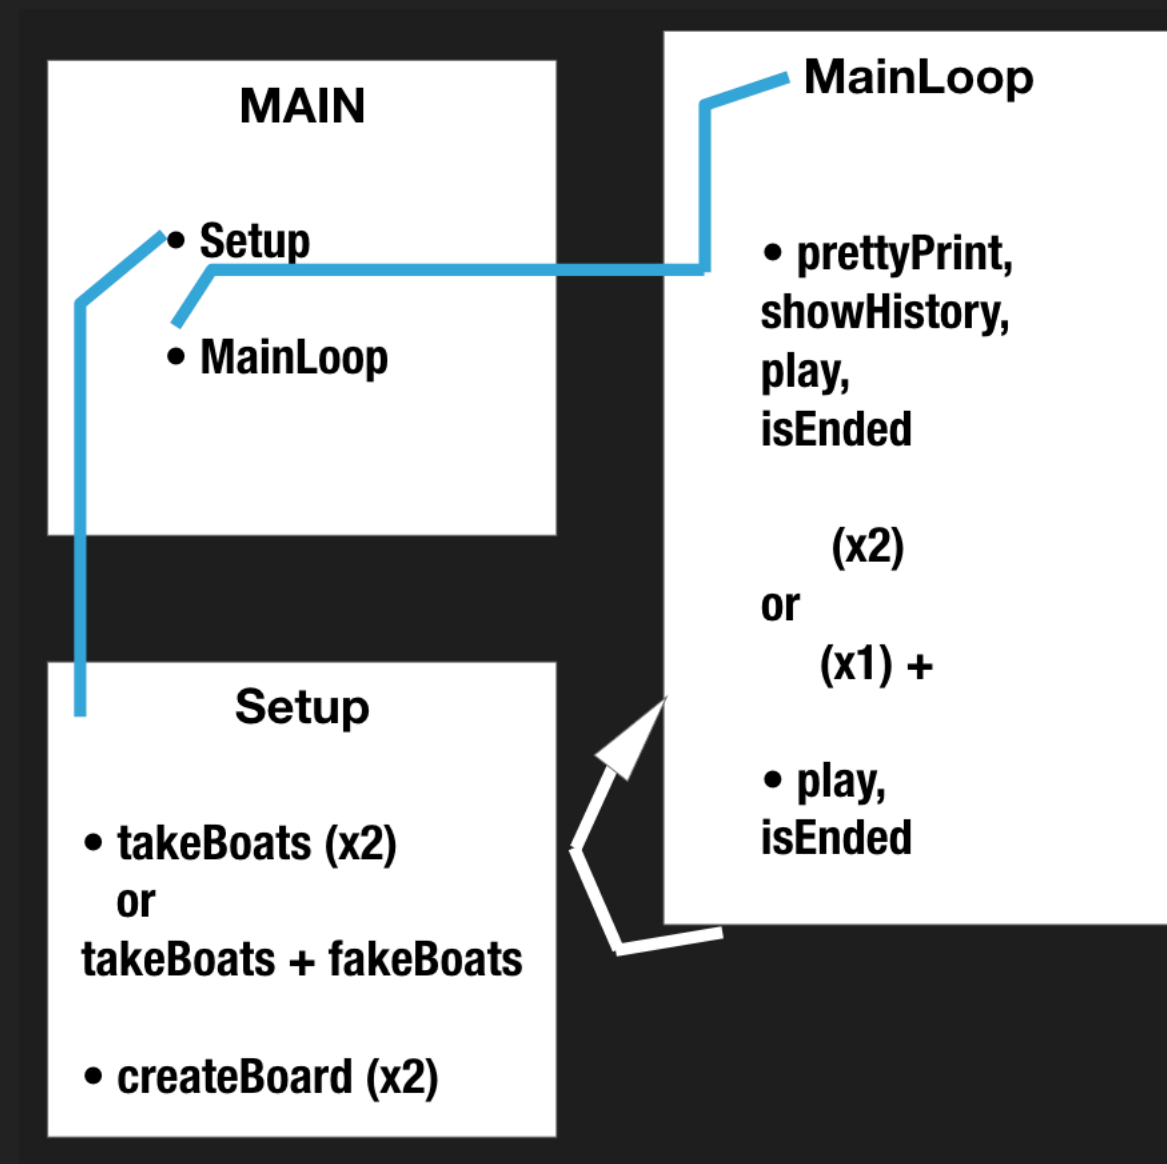 MAIN
• Setup
• MainLoop
Setup
• takeBoats (x2)
or
takeBoats + fakeBoats
• createBoard (x2)
MainLoop
• prettyPrint,
showHistory,
play,
isEnded
(x2)
or
(x1) +
• play,
isEnded